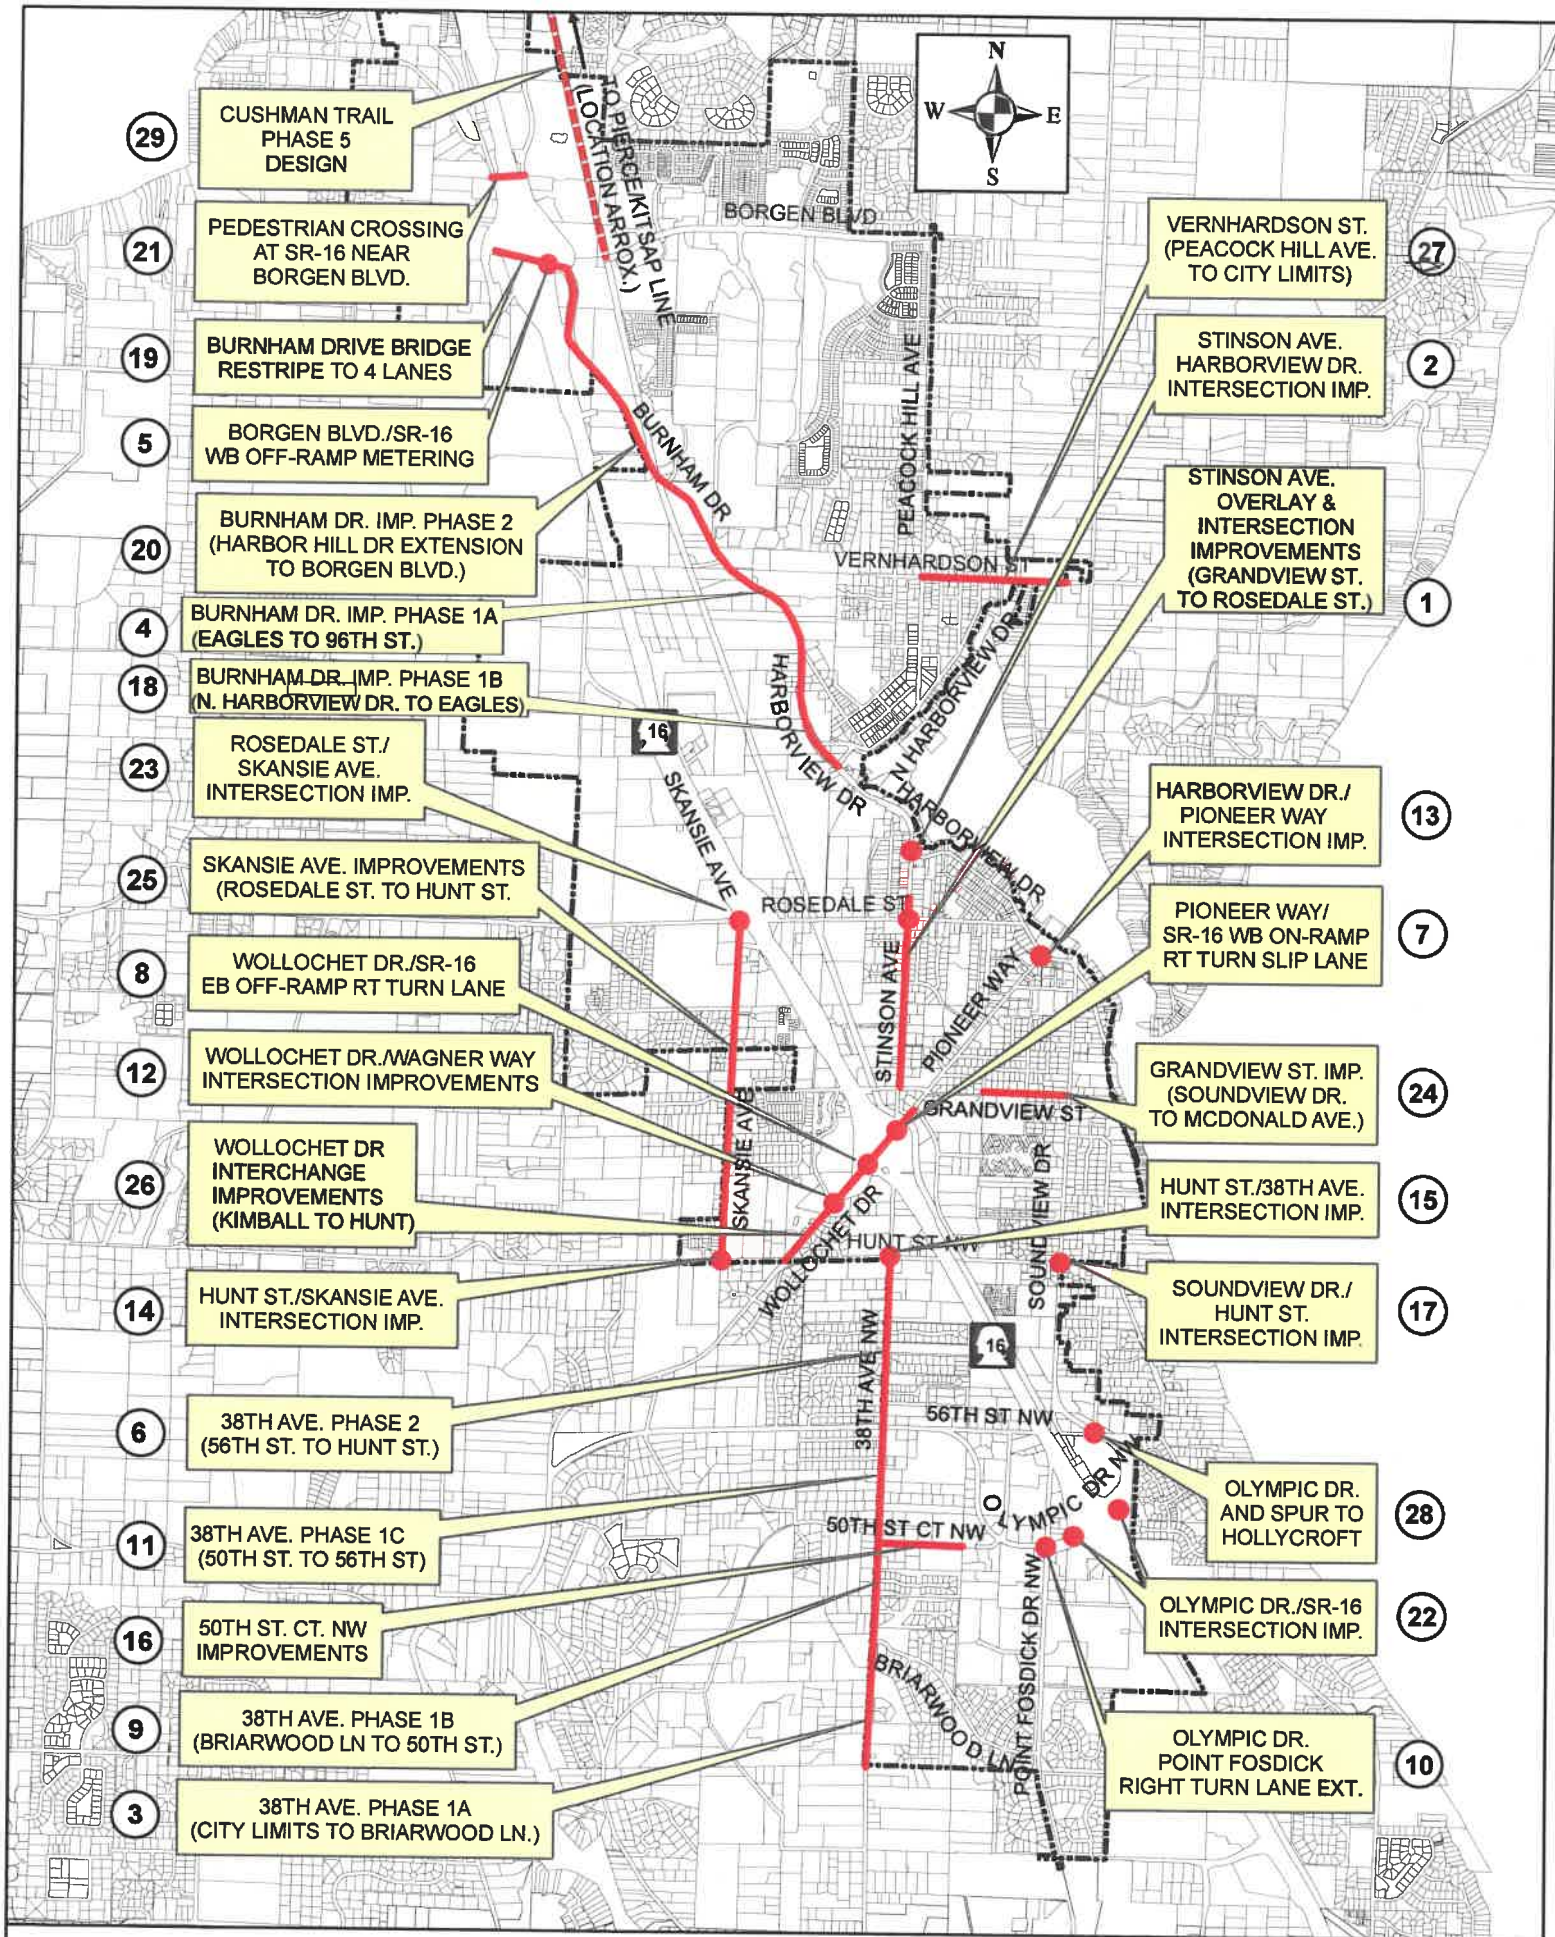 N
W
E
S
29
CUSHMAN TRAIL
PHASE 5
DESIGN
21
PEDESTRIAN CROSSING
AT SR-16 NEAR
BORGEN BLVD.
19
BURNHAM DRIVE BRIDGE
RESTRIPE TO 4 LANES
5
BORGEN BLVD./SR-16
WB OFF-RAMP METERING
20
BURNHAM DR. IMP. PHASE 2
(HARBOR HILL DR EXTENSION
TO BORGEN BLVD.)
4
BURNHAM DR. IMP. PHASE 1A
(EAGLES TO 96TH ST.)
18
BURNHAM DR. IMP. PHASE 1B
(N. HARBORVIEW DR. TO EAGLES)
23
ROSEDALE ST./
SKANSIE AVE.
INTERSECTION IMP.
25
SKANSIE AVE. IMPROVEMENTS
(ROSEDALE ST. TO HUNT ST.
8
WOLLOCHET DR./SR-16
EB OFF-RAMP RT TURN LANE
12
WOLLOCHET DR./WAGNER WAY
INTERSECTION IMPROVEMENTS
26
WOLLOCHET DR
INTERCHANGE
IMPROVEMENTS
(KIMBALL TO HUNT)
14
HUNT ST./SKANSIE AVE.
INTERSECTION IMP.
6
38TH AVE. PHASE 2
(56TH ST. TO HUNT ST.)
11
38TH AVE. PHASE 1C
(50TH ST. TO 56TH ST)
16
50TH ST. CT. NW
IMPROVEMENTS
9
38TH AVE. PHASE 1B
(BRIARWOOD LN TO 50TH ST.)
3
38TH AVE. PHASE 1A
(CITY LIMITS TO BRIARWOOD LN.)
TO PIERCE/KITSAP LINE
(LOCATION ARROX.)
BORGEN BLVD
PEACOCK HILL AVE
BURNHAM DR
VERNHARDSON ST
HARBORVIEW DR
N HARBORVIEW DR
HARBORVIEW DR
16
SKANSIE AVE
ROSEDALE ST
STINSON AVE
PIONEER WAY
GRANDVIEW ST
SKANSIE AVE
WOLLOCHET DR
HUNT ST NW
SOUNDVIEW DR
16
38TH AVE NW
56TH ST NW
OLYMPIC DR NW
50TH ST CT NW
POINT FOSDICK DR NW
BRIARWOOD LN
VERNHARDSON ST.
(PEACOCK HILL AVE.
TO CITY LIMITS)
27
STINSON AVE.
HARBORVIEW DR.
INTERSECTION IMP.
2
STINSON AVE.
OVERLAY &
INTERSECTION
IMPROVEMENTS
(GRANDVIEW ST.
TO ROSEDALE ST.)
1
HARBORVIEW DR./
PIONEER WAY
INTERSECTION IMP.
13
PIONEER WAY/
SR-16 WB ON-RAMP
RT TURN SLIP LANE
7
GRANDVIEW ST. IMP.
(SOUNDVIEW DR.
TO MCDONALD AVE.)
24
HUNT ST./38TH AVE.
INTERSECTION IMP.
15
SOUNDVIEW DR./
HUNT ST.
INTERSECTION IMP.
17
OLYMPIC DR.
AND SPUR TO
HOLLYCROFT
28
OLYMPIC DR./SR-16
INTERSECTION IMP.
22
OLYMPIC DR.
POINT FOSDICK
RIGHT TURN LANE EXT.
10